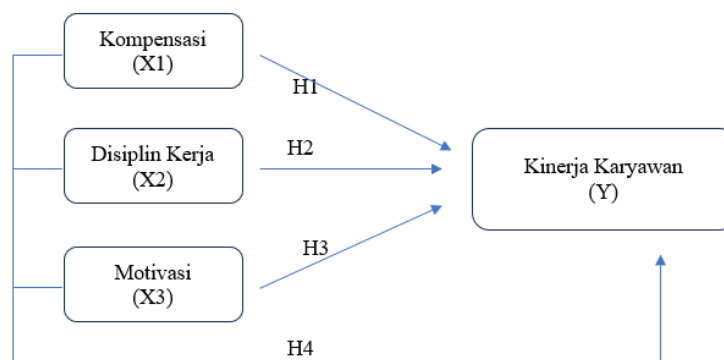 Kompensasi
(X1)
H1
Disiplin Kerja
(X2)
H2
Kinerja Karyawan
(Y)
H3
Motivasi
(X3)
H4